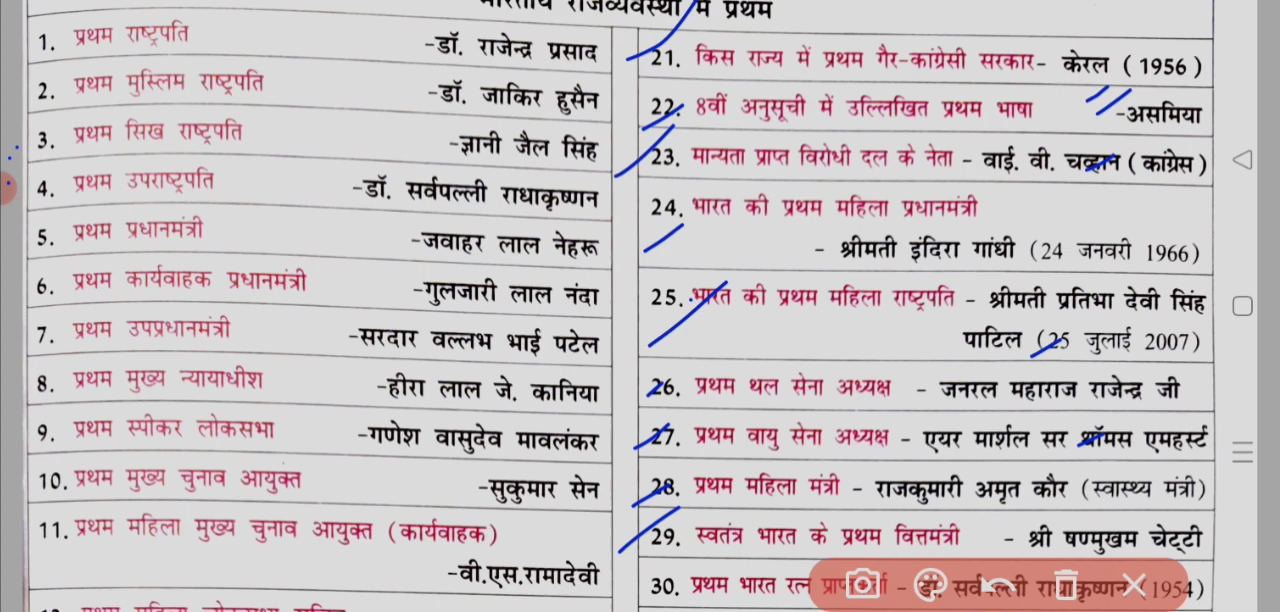 भारतीय राजव्यवस्था में प्रथम
1. प्रथम राष्ट्रपति -डॉ. राजेन्द्र प्रसाद
2. प्रथम मुस्लिम राष्ट्रपति -डॉ. जाकिर हुसैन
3. प्रथम सिख राष्ट्रपति -ज्ञानी जैल सिंह
4. प्रथम उपराष्ट्रपति -डॉ. सर्वपल्ली राधाकृष्णन
5. प्रथम प्रधानमंत्री -जवाहर लाल नेहरू
6. प्रथम कार्यवाहक प्रधानमंत्री -गुलजारी लाल नंदा
7. प्रथम उपप्रधानमंत्री -सरदार वल्लभ भाई पटेल
8. प्रथम मुख्य न्यायाधीश -हीरा लाल जे. कानिया
9. प्रथम स्पीकर लोकसभा -गणेश वासुदेव मावलंकर
10. प्रथम मुख्य चुनाव आयुक्त -सुकुमार सेन
11. प्रथम महिला मुख्य चुनाव आयुक्त (कार्यवाहक)
-वी.एस.रामादेवी
21. किस राज्य में प्रथम गैर-कांग्रेसी सरकार- केरल (1956)
22. 8वीं अनुसूची में उल्लिखित प्रथम भाषा -असमिया
23. मान्यता प्राप्त विरोधी दल के नेता - वाई. वी. चव्हान (कांग्रेस)
24. भारत की प्रथम महिला प्रधानमंत्री
- श्रीमती इंदिरा गांधी (24 जनवरी 1966)
25. भारत की प्रथम महिला राष्ट्रपति - श्रीमती प्रतिभा देवी सिंह
पाटिल (25 जुलाई 2007)
26. प्रथम थल सेना अध्यक्ष - जनरल महाराज राजेन्द्र जी
27. प्रथम वायु सेना अध्यक्ष - एयर मार्शल सर थॉमस एमहर्स्ट
28. प्रथम महिला मंत्री - राजकुमारी अमृत कौर (स्वास्थ्य मंत्री)
29. स्वतंत्र भारत के प्रथम वित्तमंत्री - श्री षण्मुखम चेट्टी
30. प्रथम भारत रत्न - डॉ. राधाकृष्णन (1954)